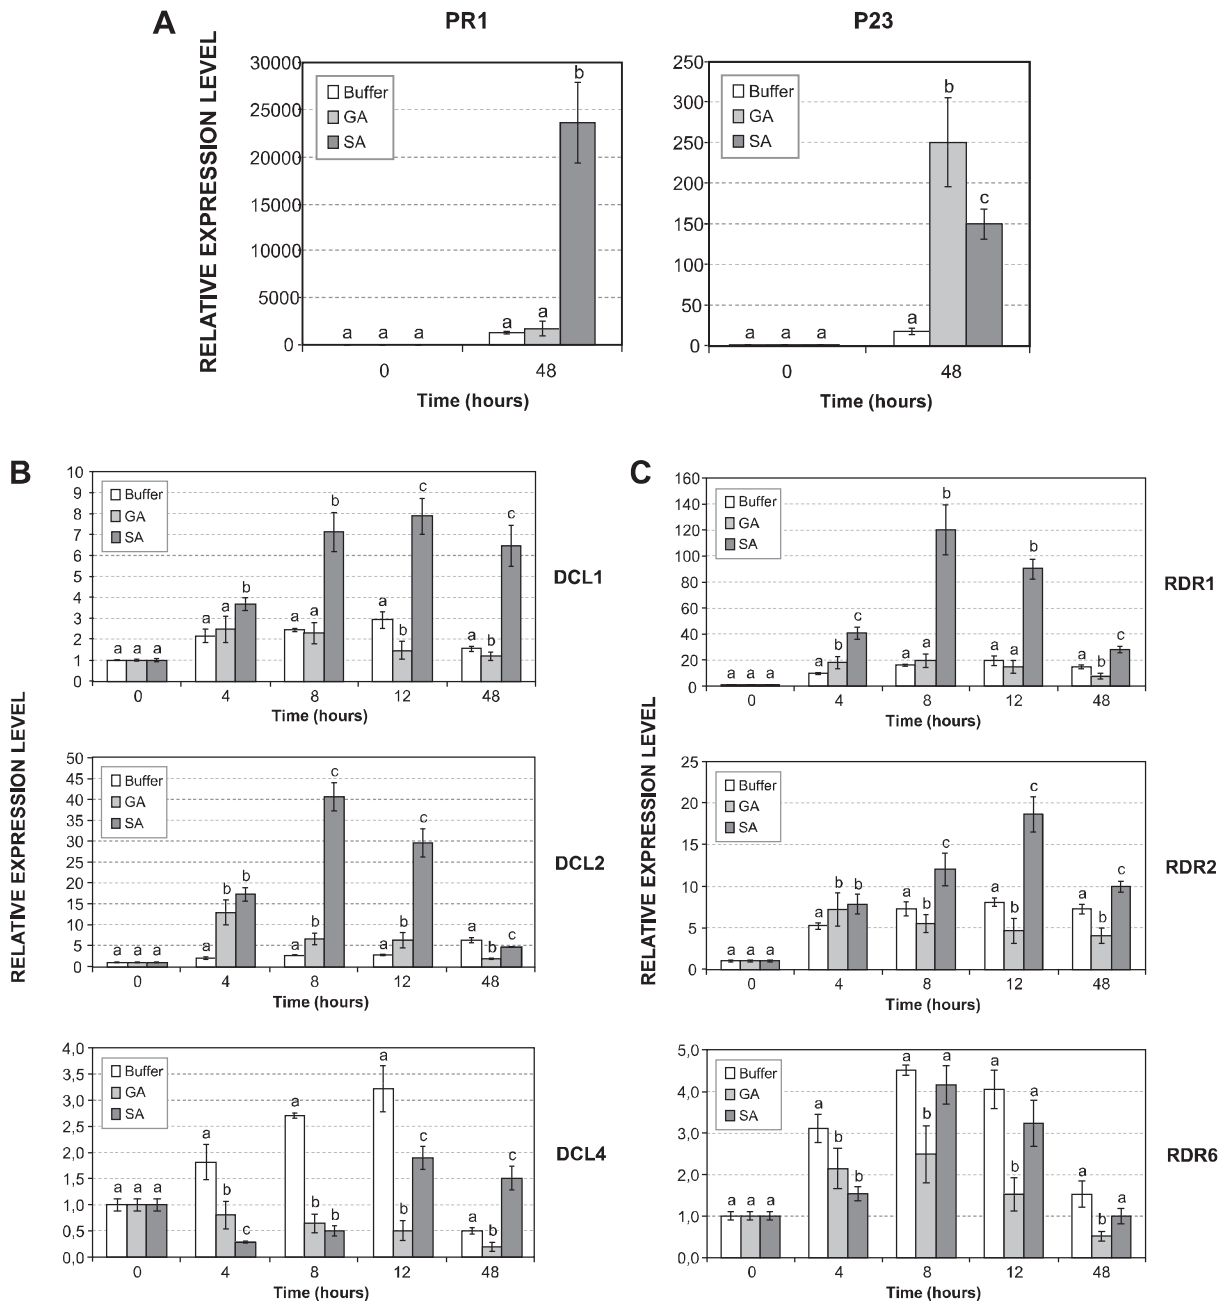 A
PR1
P23
RELATIVE EXPRESSION LEVEL
30000
25000
20000
15000
10000
5000
0
Buffer
GA
SA
a a a
a a b
0 48
Time (hours)
350
300
250
200
150
100
50
0
Buffer
GA
SA
a a a
a b c
0 48
Time (hours)
B
RELATIVE EXPRESSION LEVEL
10
9
8
7
6
5
4
3
2
1
0
Buffer
GA
SA
a a a
a a b
a a b
a b c
a b c
0 4 8 12 48
Time (hours)
DCL1
50
45
40
35
30
25
20
15
10
5
0
Buffer
GA
SA
a a a
a b b
a b c
a b c
a b c
0 4 8 12 48
Time (hours)
DCL2
4,0
3,5
3,0
2,5
2,0
1,5
1,0
0,5
0,0
Buffer
GA
SA
a a a
a b c
a b b
a b c
a b c
0 4 8 12 48
Time (hours)
DCL4
C
RELATIVE EXPRESSION LEVEL
160
140
120
100
80
60
40
20
0
Buffer
GA
SA
a a a
a b c
a a b
a a b
a b c
0 4 8 12 48
Time (hours)
RDR1
25
20
15
10
5
0
Buffer
GA
SA
a a a
a b b
a b c
a b c
a b c
0 4 8 12 48
Time (hours)
RDR2
5,0
4,0
3,0
2,0
1,0
0,0
Buffer
GA
SA
a a a
a b b
a b a
a b a
a b a
0 4 8 12 48
Time (hours)
RDR6